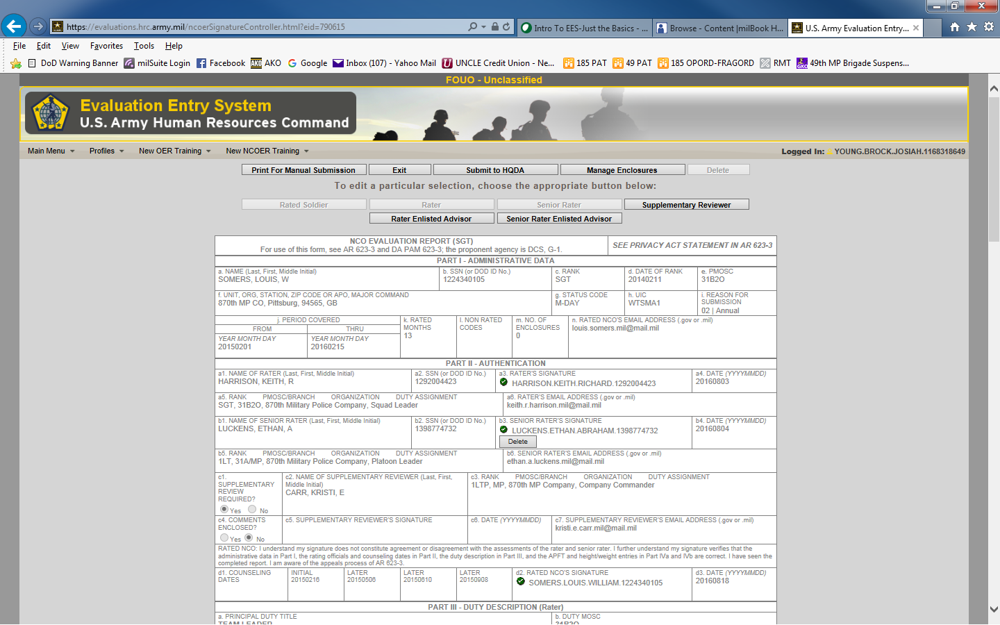 https://evaluations.hrc.army.mil/ncoerSignatureController.html?eid=790615
Intro To EES-Just the Basics - ...
Browse - Content |milBook H...
U.S. Army Evaluation Entry...
File Edit View Favorites Tools Help
DoD Warning Banner milSuite Login Facebook AKO Google Inbox (107) - Yahoo Mail UNCLE Credit Union - Ne... 185 PAT 49 PAT 185 OPORD-FRAGORD RMT 49th MP Brigade Suspens...
FOUO - Unclassified
Evaluation Entry System
U.S. Army Human Resources Command
Main Menu Profiles New OER Training New NCOER Training Logged In: YOUNG.BROCK.JOSIAH.1168318649
Print For Manual Submission Exit Submit to HQDA Manage Enclosures Delete
To edit a particular selection, choose the appropriate button below:
Rated Soldier Rater Senior Rater Supplementary Reviewer
Rater Enlisted Advisor Senior Rater Enlisted Advisor
NCO EVALUATION REPORT (SGT)
For use of this form, see AR 623-3 and DA PAM 623-3; the proponent agency is DCS, G-1.
SEE PRIVACY ACT STATEMENT IN AR 623-3
PART I - ADMINISTRATIVE DATA
a. NAME (Last, First, Middle Initial)
SOMERS, LOUIS, W
b. SSN (or DOD ID No.)
1224340105
c. RANK
SGT
d. DATE OF RANK
20140211
e. PMOSC
31B2O
f. UNIT, ORG, STATION, ZIP CODE OR APO, MAJOR COMMAND
870th MP CO, Pittsburg, 94565, GB
g. STATUS CODE
M-DAY
h. UIC
WTSMA1
i. REASON FOR
SUBMISSION
02 | Annual
j. PERIOD COVERED
FROM THRU
YEAR MONTH DAY
20150201
YEAR MONTH DAY
20160215
k. RATED
MONTHS
13
l. NON RATED
CODES
m. NO. OF
ENCLOSURES
0
n. RATED NCO'S EMAIL ADDRESS (.gov or .mil)
louis.somers.mil@mail.mil
PART II - AUTHENTICATION
a1. NAME OF RATER (Last, First, Middle Initial)
HARRISON, KEITH, R
a2. SSN (or DOD ID No.)
1292004423
a3. RATER'S SIGNATURE
HARRISON.KEITH.RICHARD.1292004423
a4. DATE (YYYYMMDD)
20160803
a5. RANK PMOSC/BRANCH ORGANIZATION DUTY ASSIGNMENT
SGT, 31B2O, 870th Military Police Company, Squad Leader
a6. RATER'S EMAIL ADDRESS (.gov or .mil)
keith.r.harrison.mil@mail.mil
b1. NAME OF SENIOR RATER (Last, First, Middle Initial)
LUCKENS, ETHAN, A
b2. SSN (or DOD ID No.)
1398774732
b3. SENIOR RATER'S SIGNATURE
LUCKENS.ETHAN.ABRAHAM.1398774732
Delete
b4. DATE (YYYYMMDD)
20160804
b5. RANK PMOSC/BRANCH ORGANIZATION DUTY ASSIGNMENT
1LT, 31A/MP, 870th Military Police Company, Platoon Leader
b6. SENIOR RATER'S EMAIL ADDRESS (.gov or .mil)
ethan.a.luckens.mil@mail.mil
c1.
SUPPLEMENTARY
REVIEW
REQUIRED?
Yes No
c2. NAME OF SUPPLEMENTARY REVIEWER (Last, First,
Middle Initial)
CARR, KRISTI, E
c3. RANK PMOSC/BRANCH ORGANIZATION DUTY ASSIGNMENT
1LTP, MP, 870th MP Company, Company Commander
c4. COMMENTS
ENCLOSED?
Yes No
c5. SUPPLEMENTARY REVIEWER'S SIGNATURE
c6. DATE (YYYYMMDD)
c7. SUPPLEMENTARY REVIEWER'S EMAIL ADDRESS (.gov or .mil)
kristi.e.carr.mil@mail.mil
RATED NCO: I understand my signature does not constitute agreement or disagreement with the assessments of the rater and senior rater. I further understand my signature verifies that the
administrative data in Part I, the rating officials and counseling dates in Part II, the duty description in Part III, and the APFT and height/weight entries in Part IVa and IVb are correct. I have seen the
completed report. I am aware of the appeals process of AR 623-3.
d1. COUNSELING
DATES
INITIAL
20150216
LATER
20150506
LATER
20150610
LATER
20150908
d2. RATED NCO'S SIGNATURE
SOMERS.LOUIS.WILLIAM.1224340105
d3. DATE (YYYYMMDD)
20160818
PART III - DUTY DESCRIPTION (Rater)
a. PRINCIPAL DUTY TITLE
TEAM LEADER
b. DUTY MOSC
31B2O